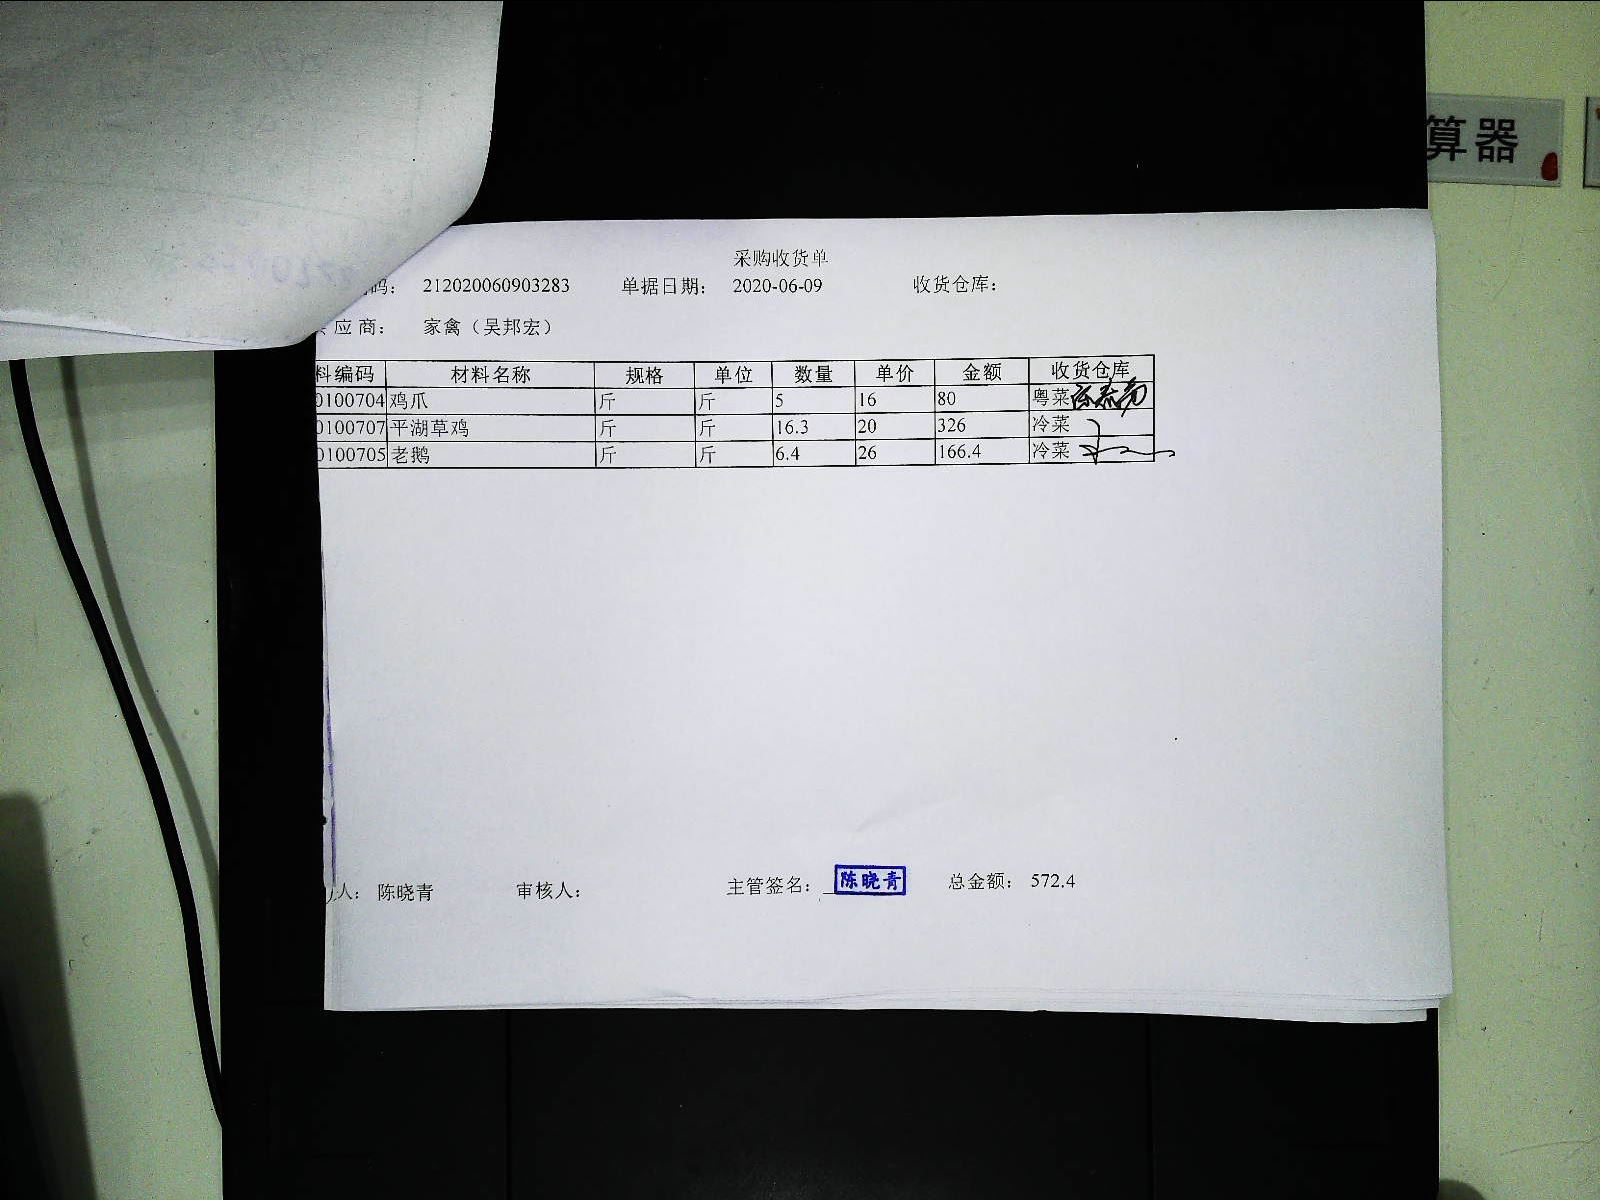 算器
采购收货单
码： 212020060903283 单据日期： 2020-06-09 收货仓库：
应商： 家禽（吴邦宏）
料编码 材料名称 规格 单位 数量 单价 金额 收货仓库
0100704 鸡爪 斤 斤 5 16 80 粤菜
0100707 平湖草鸡 斤 斤 16.3 20 326 冷菜
0100705 老鹅 斤 斤 6.4 26 166.4 冷菜
人： 陈晓青 审核人： 主管签名： 陈晓青 总金额： 572.4